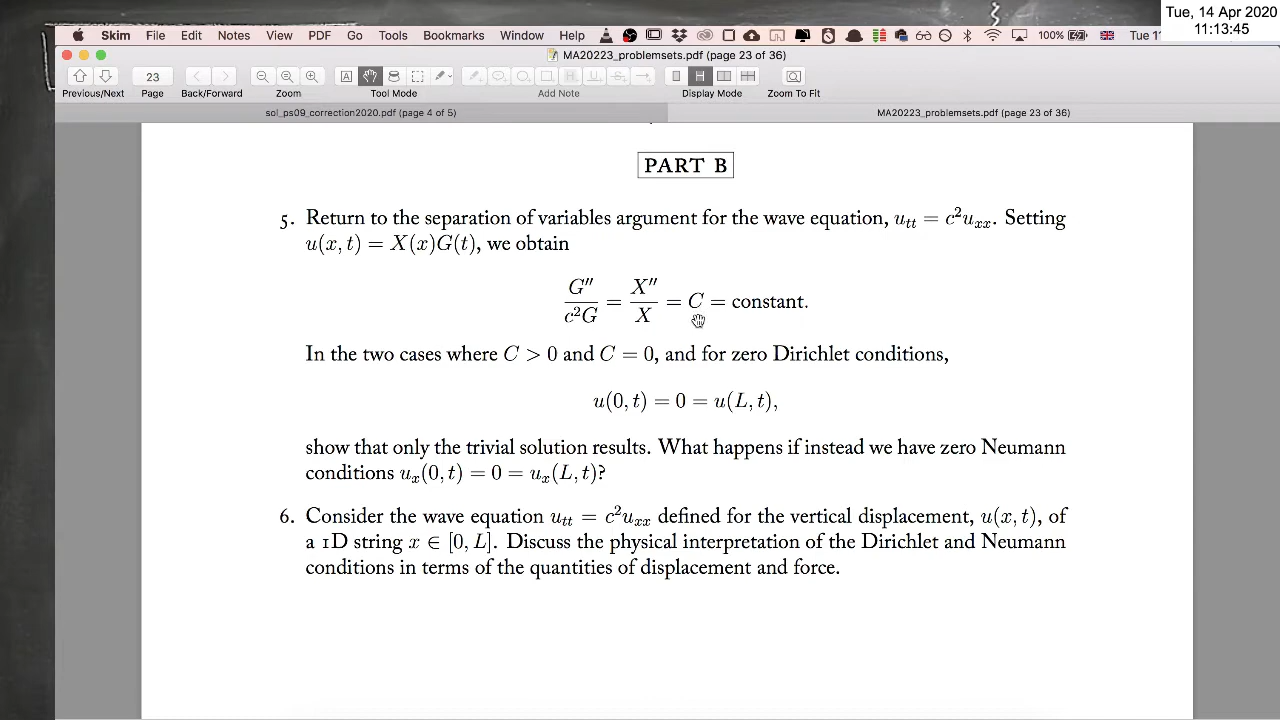 Tue, 14 Apr 2020
11:13:45
Skim File Edit Notes View PDF Go Tools Bookmarks Window Help 100% Tue 1
MA20223_problemsets.pdf (page 23 of 36)
23
Previous/Next Page Back/Forward Zoom Tool Mode Add Note Display Mode Zoom To Fit
sol_ps09_correction2020.pdf (page 4 of 5) MA20223_problemsets.pdf (page 23 of 36)
PART B
5. Return to the separation of variables argument for the wave equation, u_tt = c²u_xx. Setting
u(x, t) = X(x)G(t), we obtain
G″/c²G = X″/X = C = constant.
In the two cases where C > 0 and C = 0, and for zero Dirichlet conditions,
u(0, t) = 0 = u(L, t),
show that only the trivial solution results. What happens if instead we have zero Neumann
conditions u_x(0, t) = 0 = u_x(L, t)?
6. Consider the wave equation u_tt = c²u_xx defined for the vertical displacement, u(x, t), of
a 1D string x ∈ [0, L]. Discuss the physical interpretation of the Dirichlet and Neumann
conditions in terms of the quantities of displacement and force.